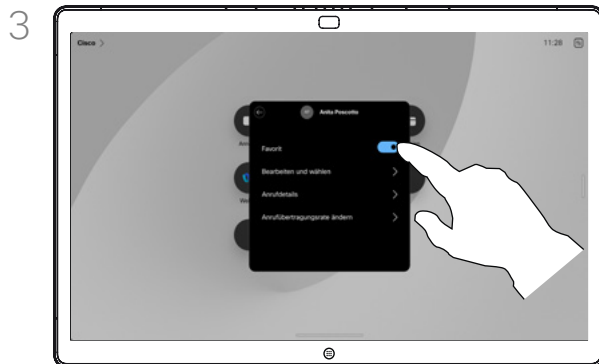 3
Cisco
11:28
Anita Pescotto
Favorit
Bearbeiten und wählen
Anrufdetails
Anrufübertragungsrate ändern